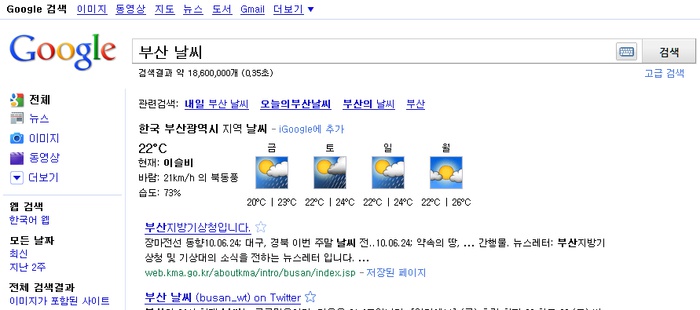 Google 검색 이미지 동영상 지도 뉴스 도서 Gmail 더보기 ▼
Google
부산 날씨
검색
검색결과 약 18,600,000개 (0.35초)
고급 검색
전체
뉴스
이미지
동영상
더보기
웹 검색
한국어 웹
모든 날짜
최신
지난 2주
전체 검색결과
이미지가 포함된 사이트
관련검색: 내일 부산 날씨 오늘의부산날씨 부산의 날씨 부산
한국 부산광역시 지역 날씨 - iGoogle에 추가
22°C
현재: 이슬비
바람: 21km/h 의 북동풍
습도: 73%
금 토 일 월
20°C | 23°C 22°C | 24°C 22°C | 24°C 22°C | 26°C
부산지방기상청입니다.
장마전선 동향10.06.24; 대구, 경북 이번 주말 날씨 전..10.06.24; 약속의 땅, ... 간행물. 뉴스레터: 부산지방기
상청 및 기상대의 소식을 전하는 뉴스레터 입니다. ...
web.kma.go.kr/aboutkma/intro/busan/index.jsp - 저장된 페이지
부산 날씨 (busan_wt) on Twitter